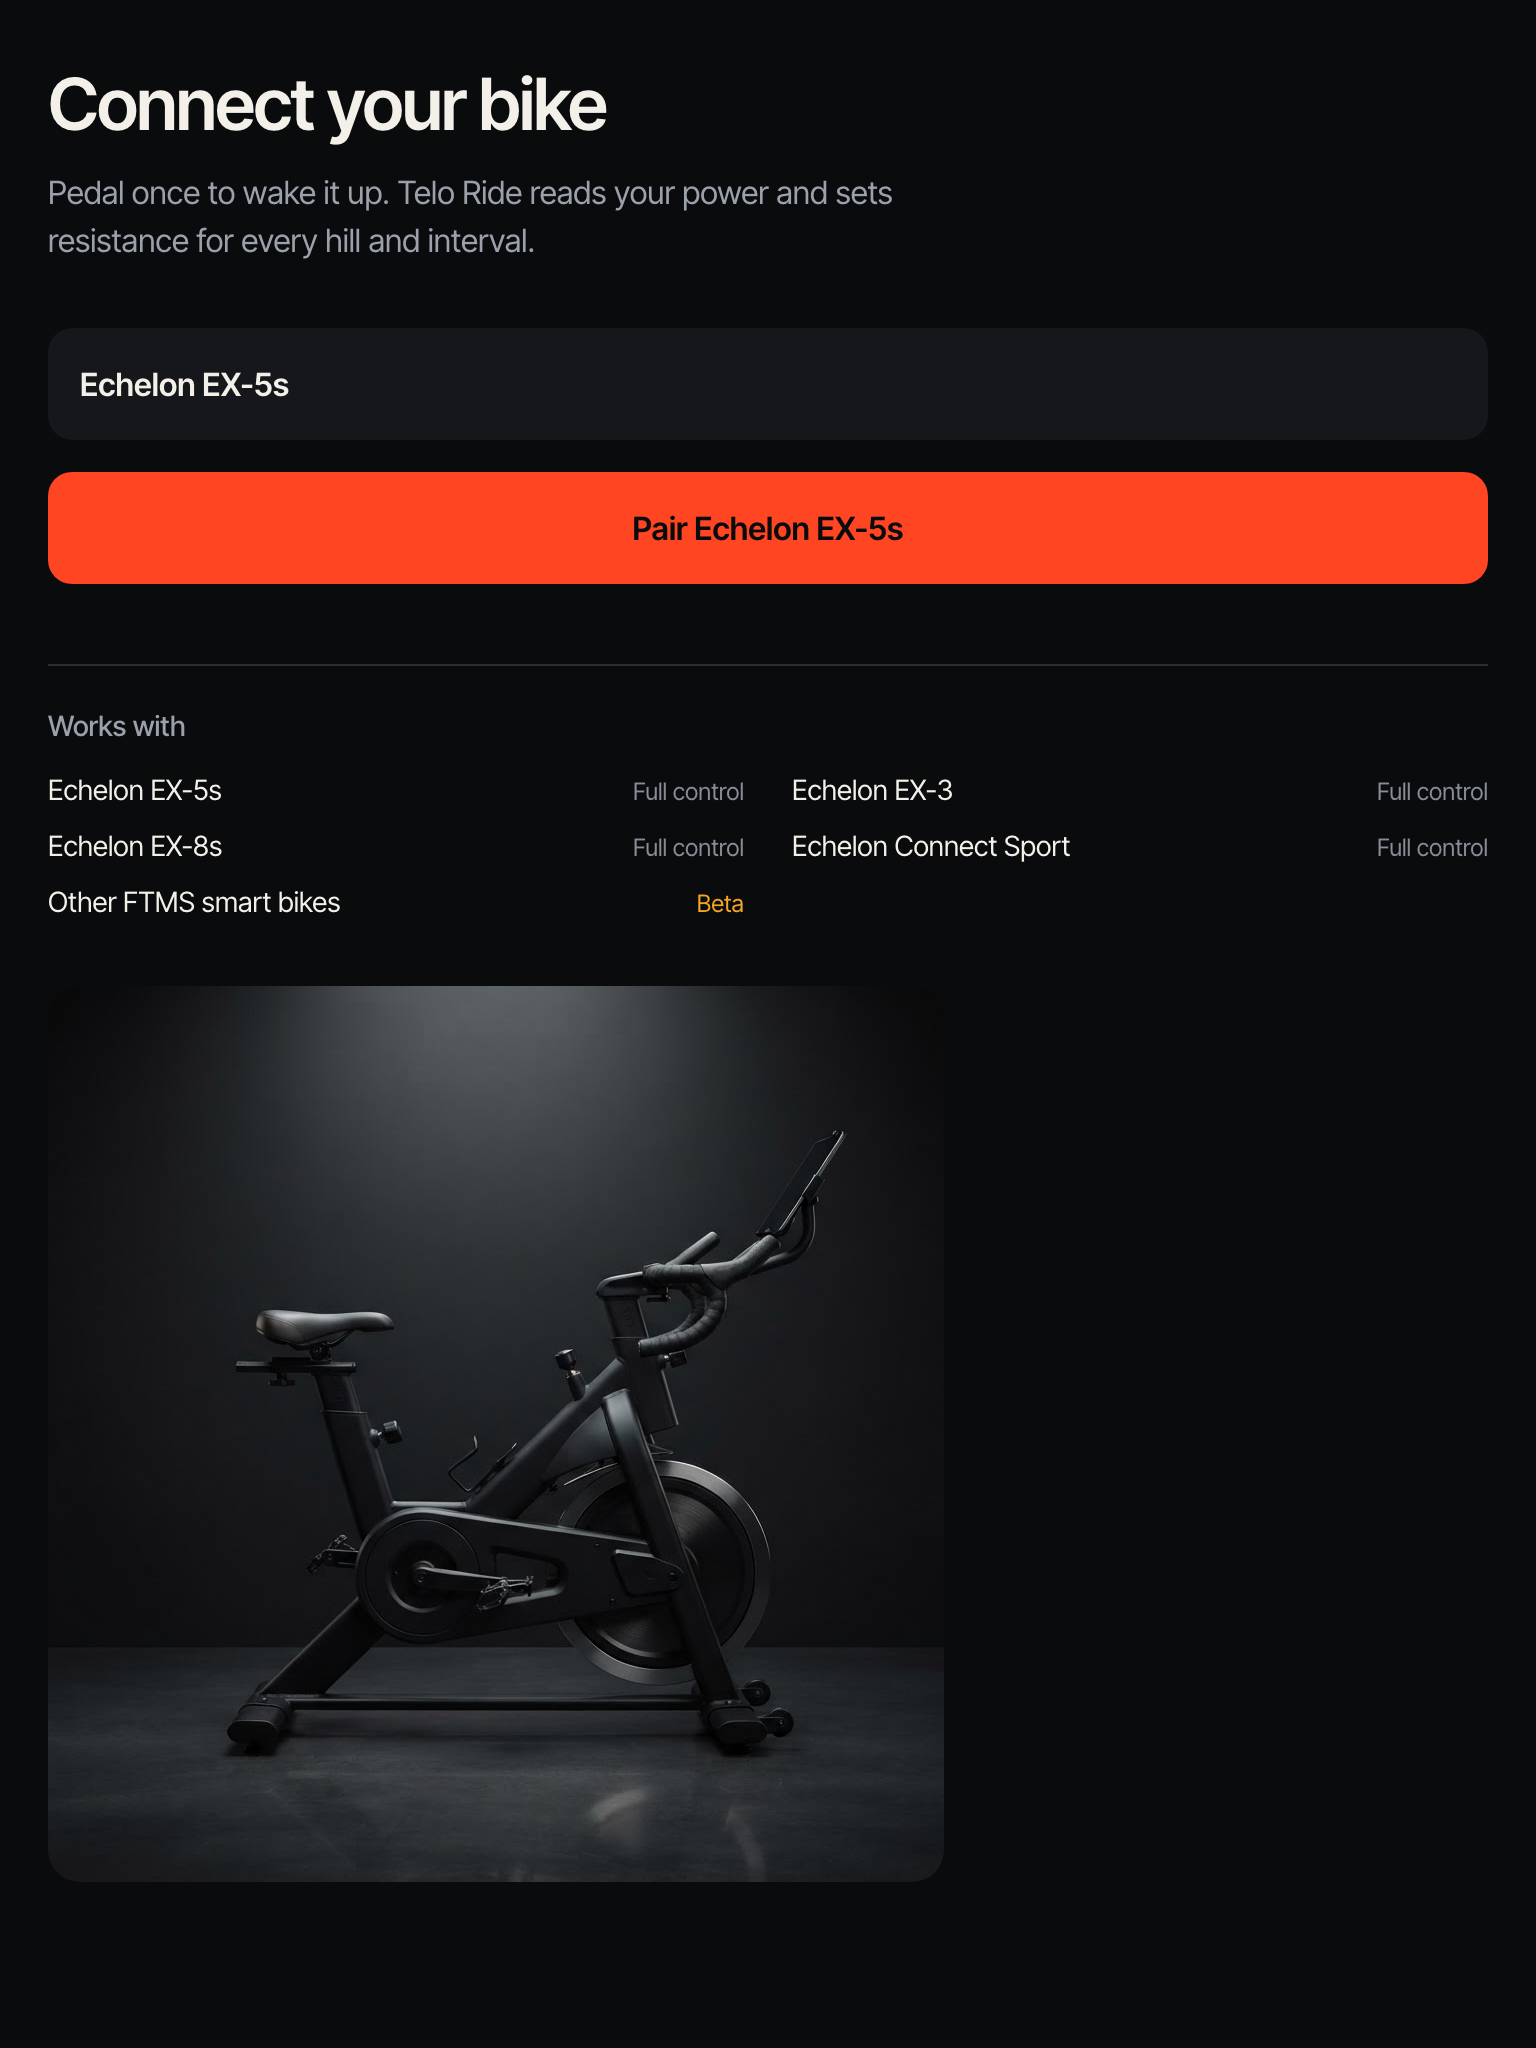 Connect your bike
Pedal once to wake it up. Telo Ride reads your power and sets
resistance for every hill and interval.
Echelon EX-5s
Pair Echelon EX-5s
Works with
Echelon EX-5s Full control
Echelon EX-3 Full control
Echelon EX-8s Full control
Echelon Connect Sport Full control
Other FTMS smart bikes Beta